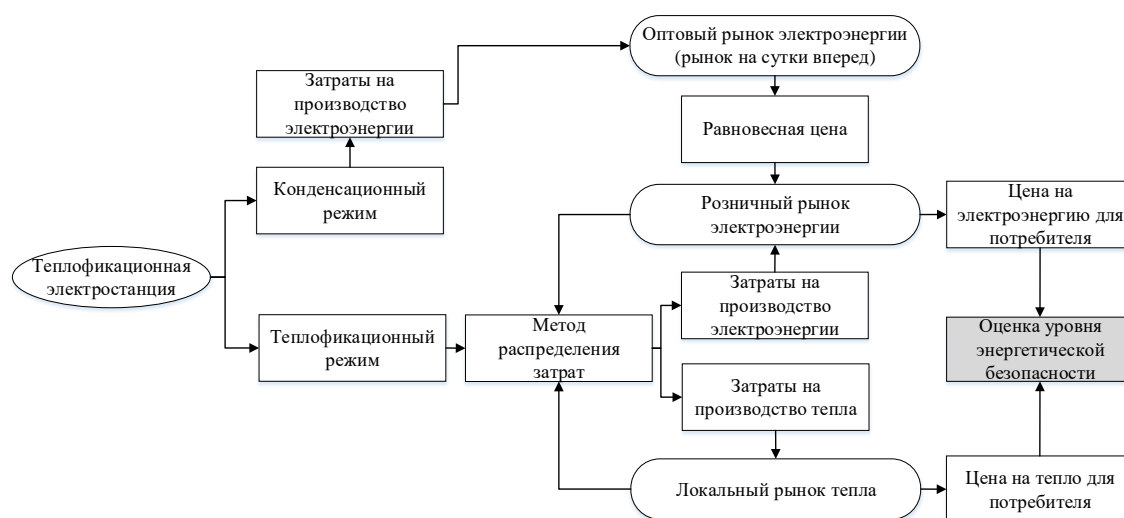 Оптовый рынок электроэнергии
(рынок на сутки вперед)
Затраты на
производство
электроэнергии
Равновесная цена
Конденсационный
режим
Розничный рынок
электроэнергии
Цена на
электроэнергию для
потребителя
Теплофикационная
электростанция
Затраты на
производство
электроэнергии
Теплофикационный
режим
Метод
распределения
затрат
Оценка уровня
энергетической
безопасности
Затраты на
производство тепла
Локальный рынок тепла
Цена на тепло для
потребителя